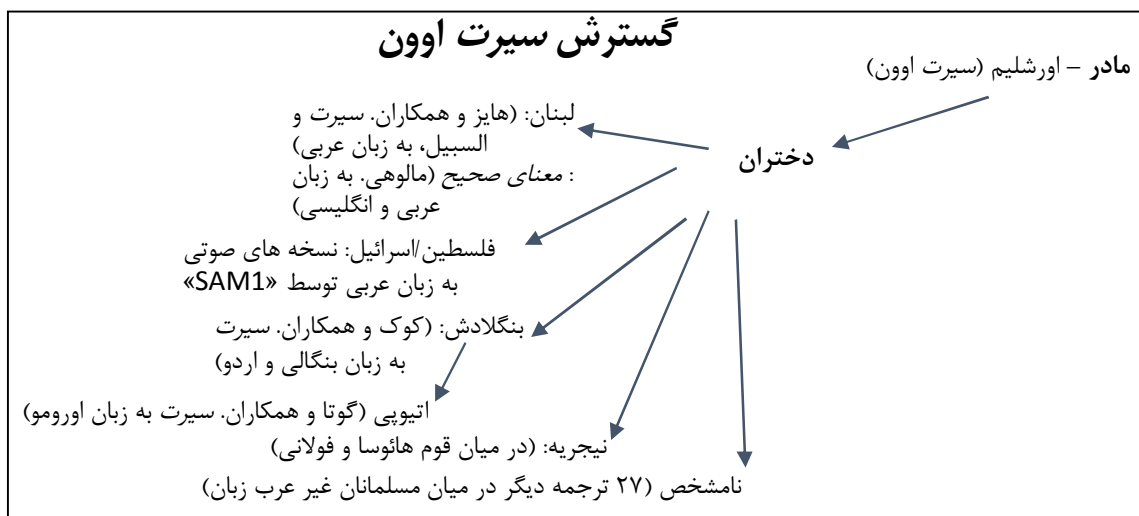 گسترش سیرت اوون
مادر – اورشلیم (سیرت اوون)
دختران
لبنان: (هایز و همکاران. سیرت و
السبیل، به زبان عربی)
: معنای صحیح (مالوهی. به زبان
عربی و انگلیسی)
فلسطین/اسرائیل: نسخه های صوتی
به زبان عربی توسط «SAM1»
بنگلادش: (کوک و همکاران. سیرت
به زبان بنگالی و اردو)
اتیوپی (گوتا و همکاران. سیرت به زبان اورومو)
نیجریه: (در میان قوم هائوسا و فولانی)
نامشخص (۲۷ ترجمه دیگر در میان مسلمانان غیر عرب زبان)